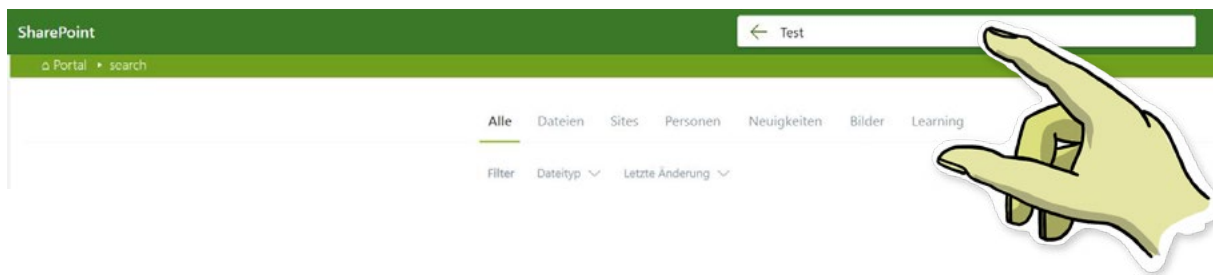 SharePoint
← Test
Portal ▸ search
Alle Dateien Sites Personen Neuigkeiten Bilder Learning
Filter Dateityp Letzte Änderung